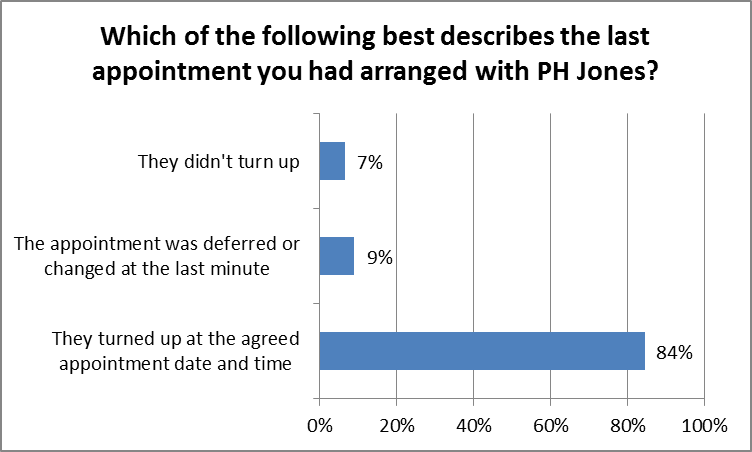 Which of the following best describes the last
appointment you had arranged with PH Jones?
They didn't turn up
7%
The appointment was deferred or
changed at the last minute
9%
They turned up at the agreed
appointment date and time
84%
0% 20% 40% 60% 80% 100%